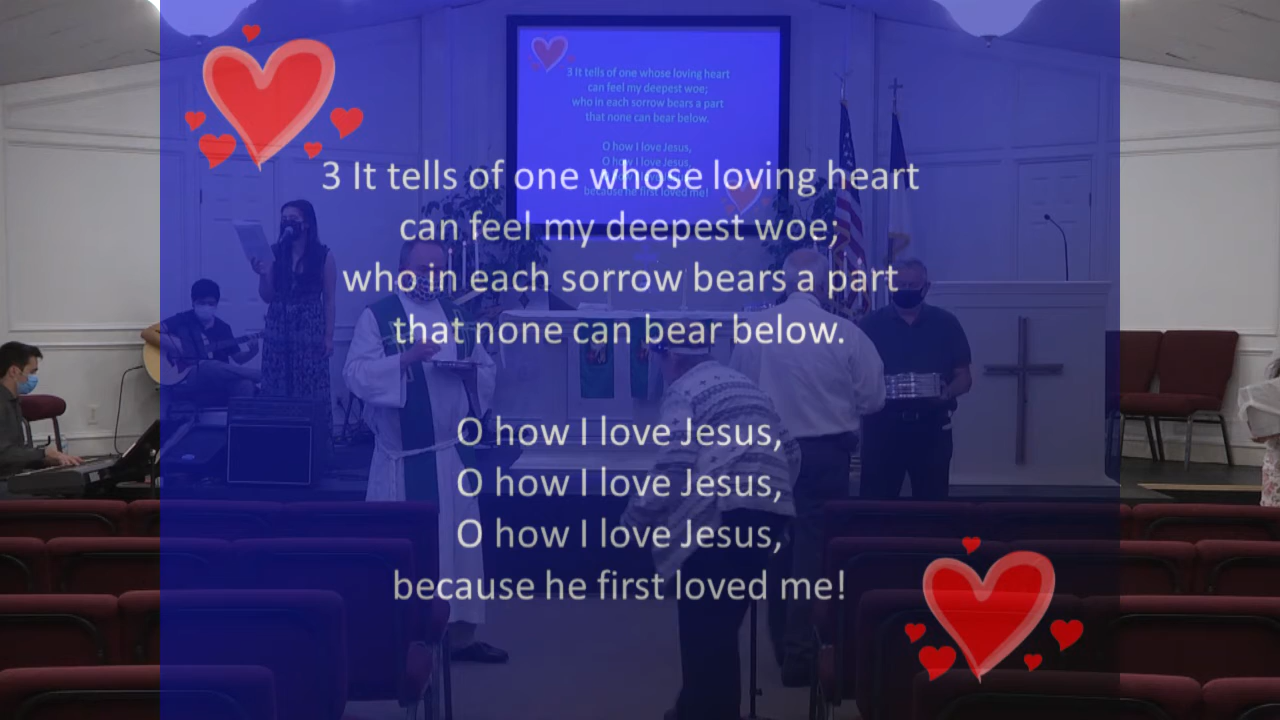 3 It tells of one whose loving heart
can feel my deepest woe;
who in each sorrow bears a part
that none can bear below.
O how I love Jesus,
O how I love Jesus,
O how I love Jesus,
because he first loved me!
3 It tells of one whose loving heart
can feel my deepest woe;
who in each sorrow bears a part
that none can bear below.
O how I love Jesus,
O how I love Jesus,
because he first loved me!